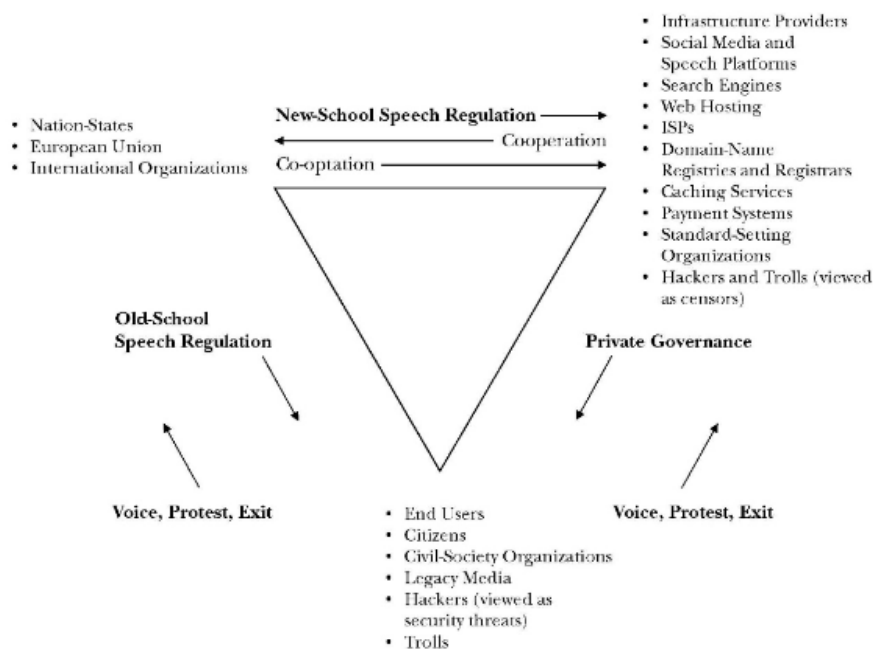 • Infrastructure Providers
• Social Media and
Speech Platforms
• Search Engines
• Web Hosting
• ISPs
• Domain-Name
Registries and Registrars
• Caching Services
• Payment Systems
• Standard-Setting
Organizations
• Hackers and Trolls (viewed
as censors)
New-School Speech Regulation
Cooperation
Co-optation
• Nation-States
• European Union
• International Organizations
Old-School
Speech Regulation
Private Governance
Voice, Protest, Exit
Voice, Protest, Exit
• End Users
• Citizens
• Civil-Society Organizations
• Legacy Media
• Hackers (viewed as
security threats)
• Trolls